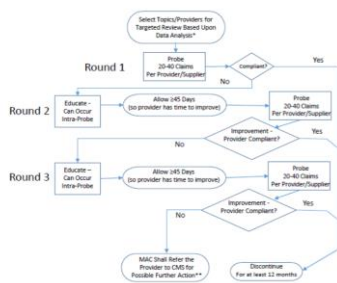 Select Topics/Providers for
Targeted Review Based Upon
Data Analysis*
Round 1
Probe
20-40 Claims
Per Provider/Supplier
Compliant?
Yes
No
Round 2
Educate -
Can Occur
Intra-Probe
Allow ≥45 Days
(so provider has time to improve)
Probe
20-40 Claims
Per Provider/Supplier
Improvement -
Provider Compliant?
No
Yes
Round 3
Educate –
Can Occur
Intra-Probe
Allow ≥45 Days
(so provider has time to improve)
Probe
20-40 Claims
Per Provider/Supplier
Improvement -
Provider Compliant?
No
Yes
MAC Shall Refer the
Provider to CMS for
Possible Further Action**
Discontinue
For at least 12 months